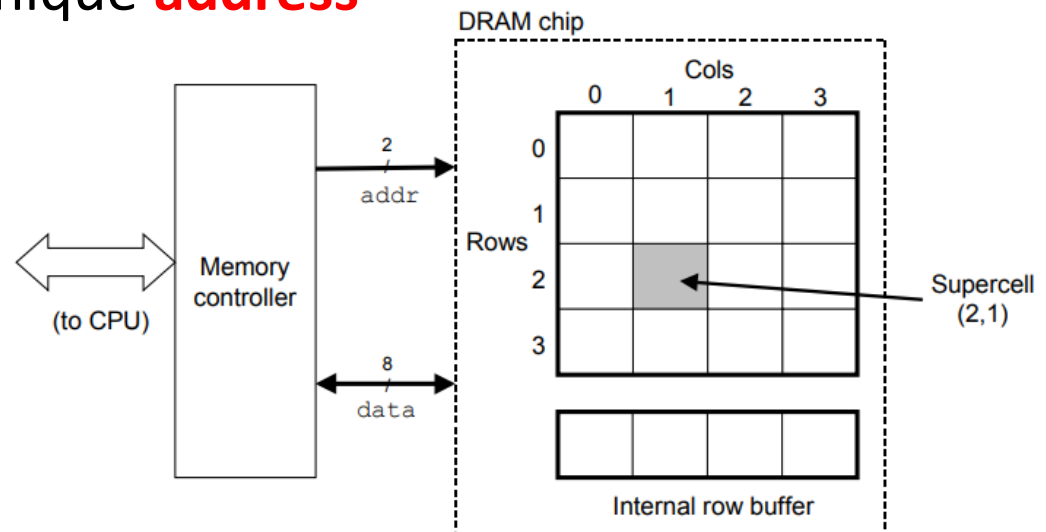 nique address
DRAM chip
Cols
0 1 2 3
0
1
Rows
2
3
2
addr
Memory
controller
(to CPU)
8
data
Supercell
(2,1)
Internal row buffer